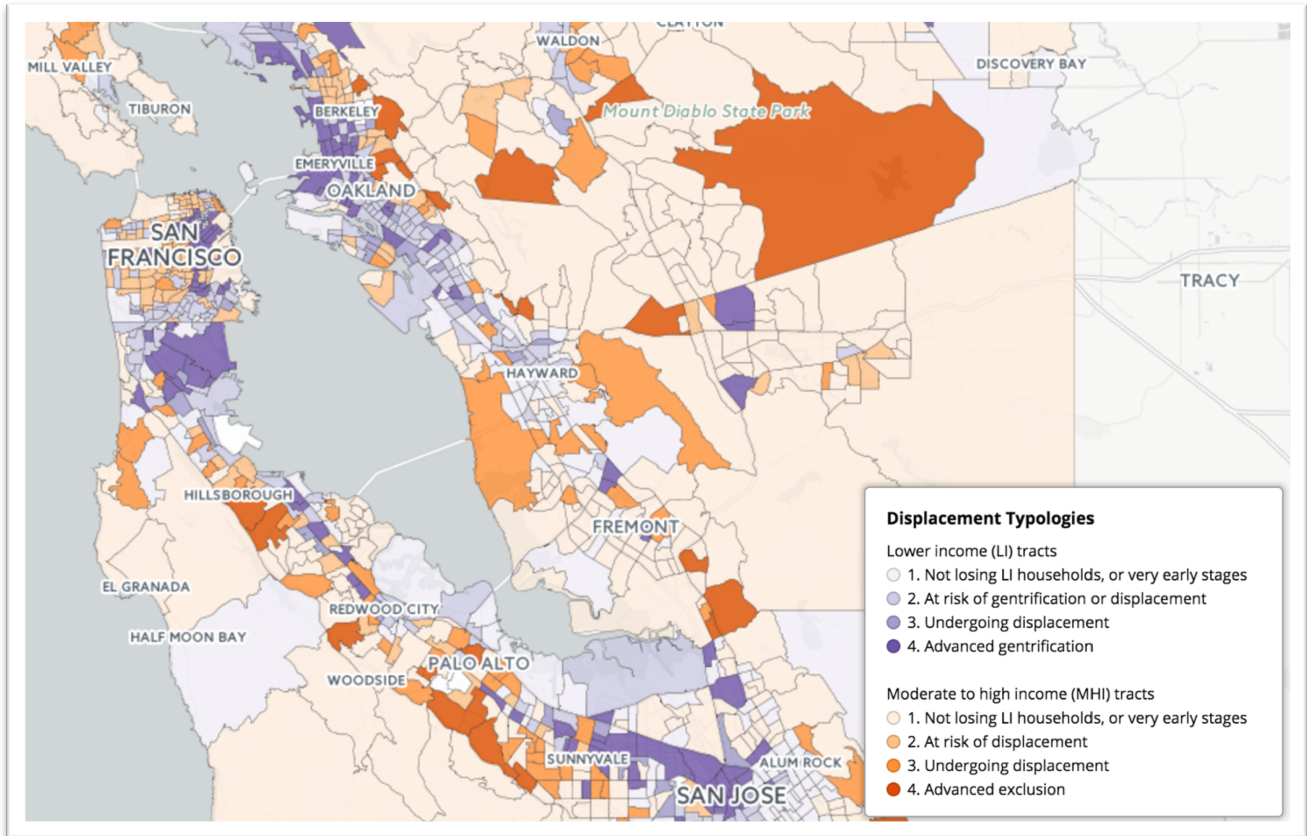 CLAYTON
WALDON
MILL VALLEY
DISCOVERY BAY
TIBURON
BERKELEY
Mount Diablo State Park
EMERYVILLE
OAKLAND
SAN
FRANCISCO
TRACY
HAYWARD
HILLSBOROUGH
FREMONT
EL GRANADA
REDWOOD CITY
HALF MOON BAY
PALO ALTO
WOODSIDE
SUNNYVALE
ALUM ROCK
SAN JOSE
Displacement Typologies
Lower income (LI) tracts
1. Not losing LI households, or very early stages
2. At risk of gentrification or displacement
3. Undergoing displacement
4. Advanced gentrification
Moderate to high income (MHI) tracts
1. Not losing LI households, or very early stages
2. At risk of displacement
3. Undergoing displacement
4. Advanced exclusion